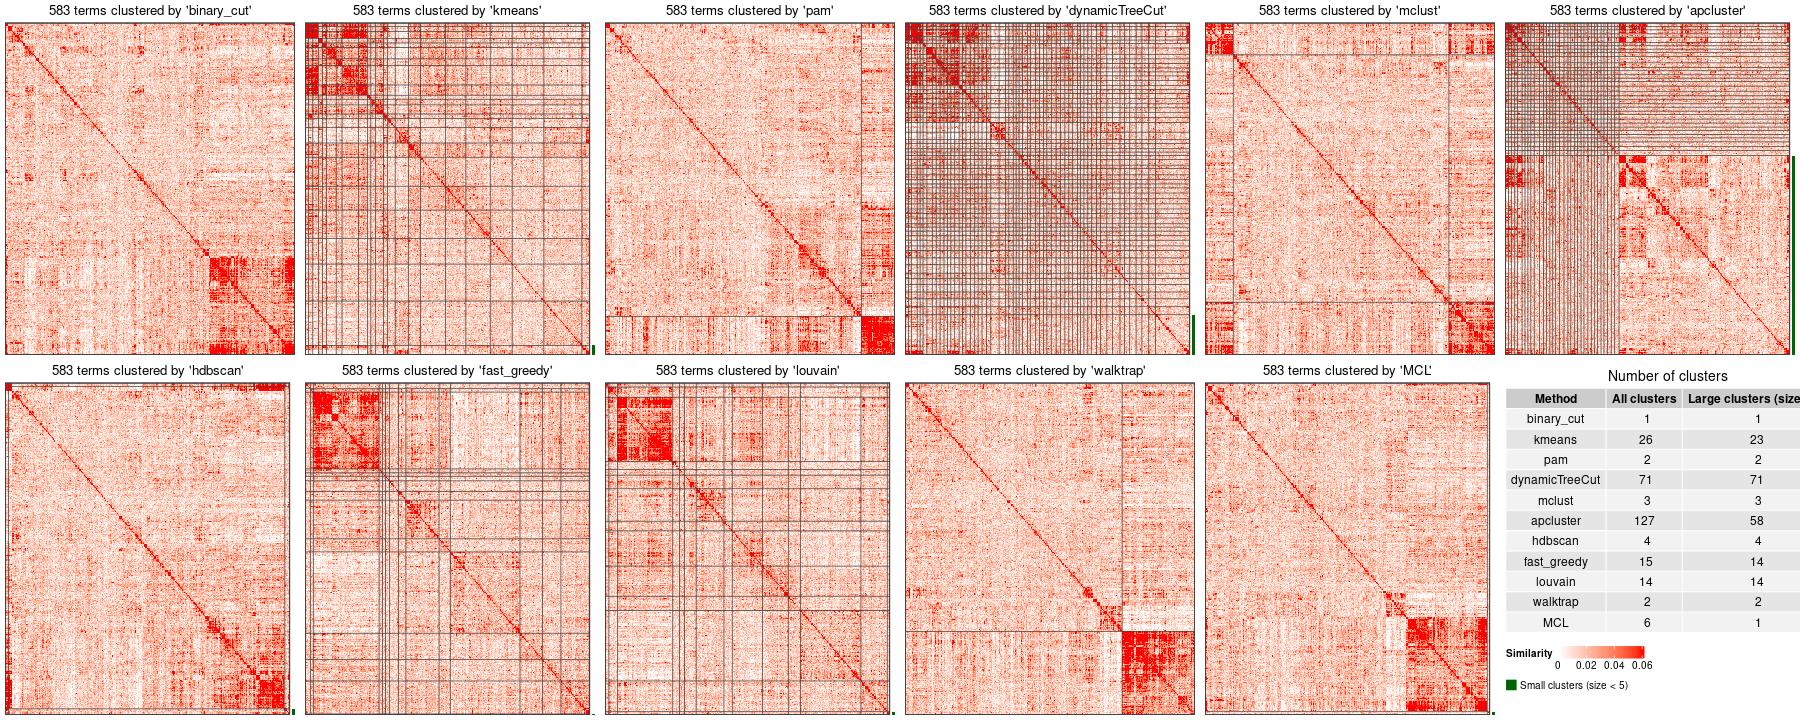 583 terms clustered by 'binary_cut'
583 terms clustered by 'kmeans'
583 terms clustered by 'pam'
583 terms clustered by 'dynamicTreeCut'
583 terms clustered by 'mclust'
583 terms clustered by 'apcluster'
583 terms clustered by 'hdbscan'
583 terms clustered by 'fast_greedy'
583 terms clustered by 'louvain'
583 terms clustered by 'walktrap'
583 terms clustered by 'MCL'
Number of clusters
Method All clusters Large clusters (size
binary_cut 1 1
kmeans 26 23
pam 2 2
dynamicTreeCut 71 71
mclust 3 3
apcluster 127 58
hdbscan 4 4
fast_greedy 15 14
louvain 14 14
walktrap 2 2
MCL 6 1
Similarity
0 0.02 0.04 0.06
Small clusters (size < 5)